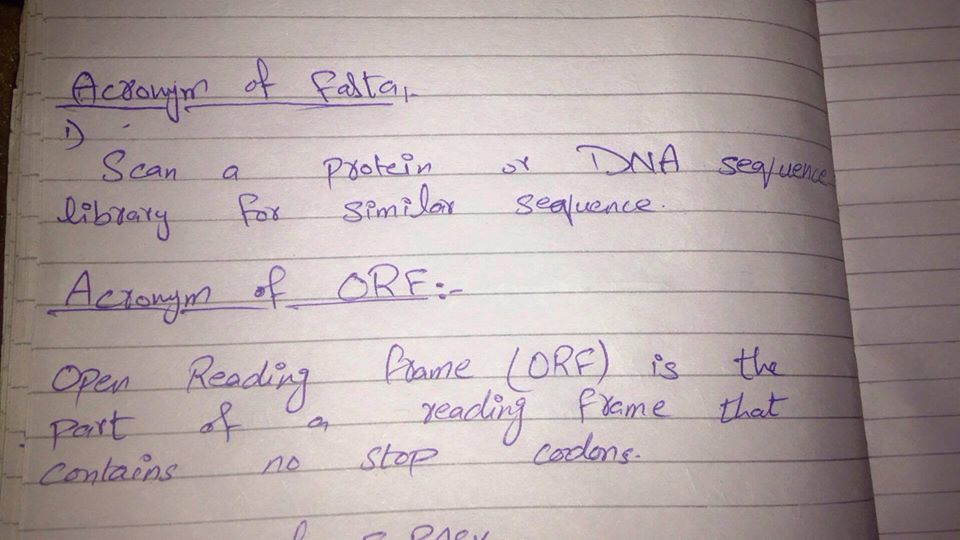 Acronym of Fasta,-
1)
Scan a protein or DNA sequence
library for similar sequence.
Acronym of ORF:-
Open Reading frame (ORF) is the
part of a reading frame that
contains no stop codons.